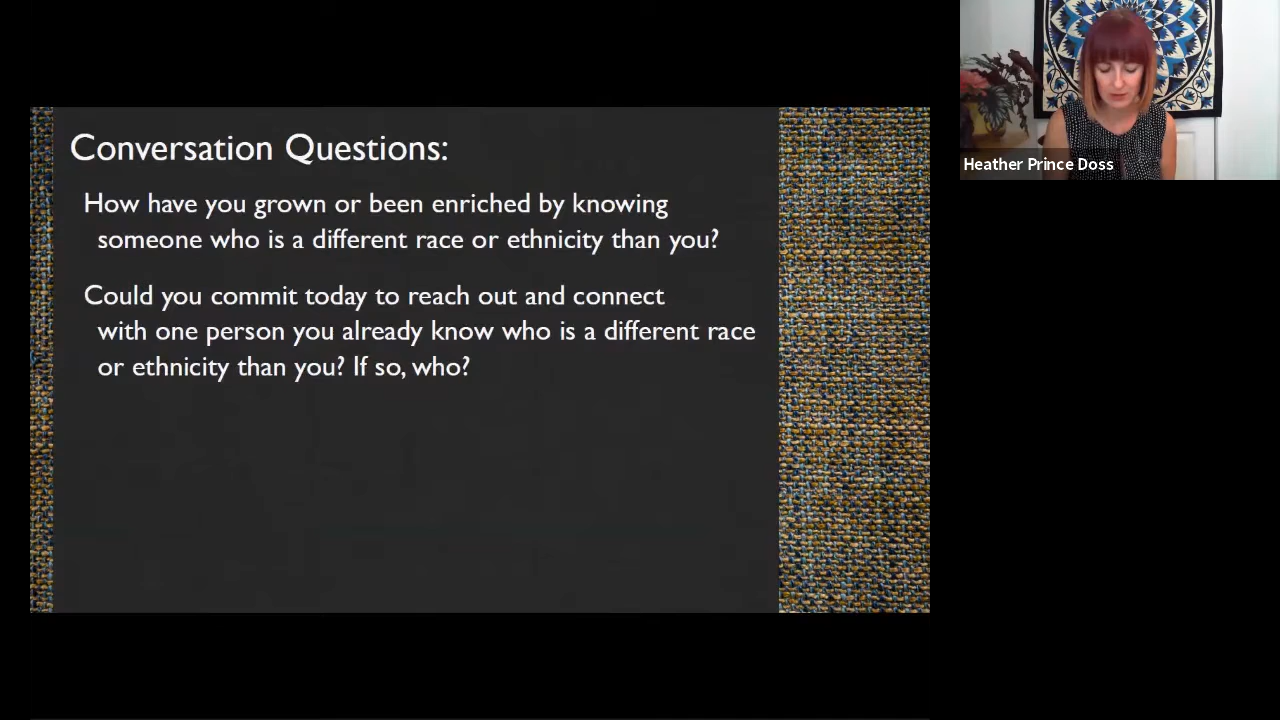 Conversation Questions:
How have you grown or been enriched by knowing
someone who is a different race or ethnicity than you?
Could you commit today to reach out and connect
with one person you already know who is a different race
or ethnicity than you? If so, who?
Heather Prince Doss